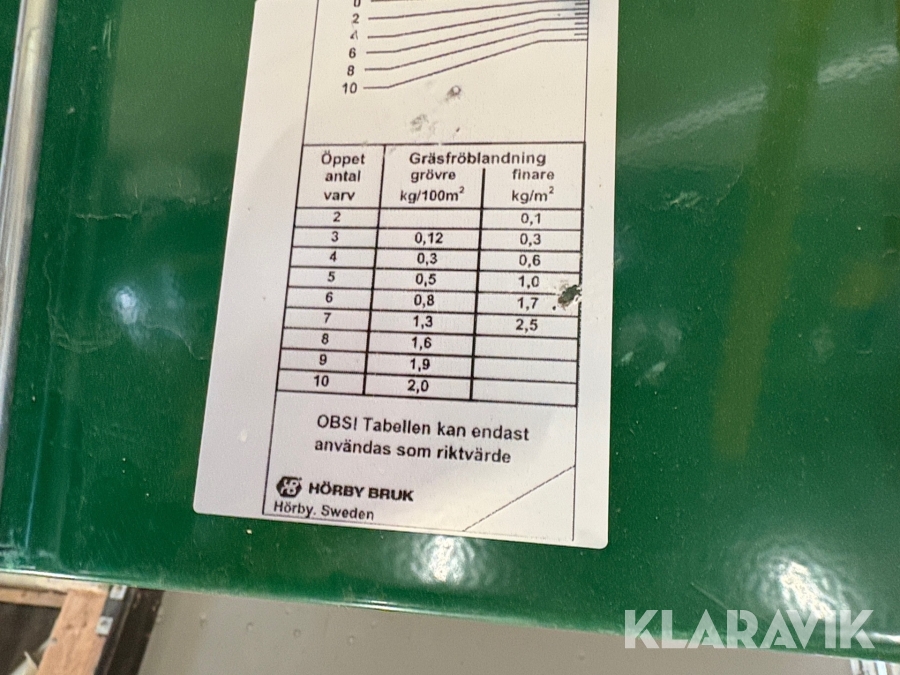 0
2
4
6
8
10
Öppet antal varv
Gräsfröblandning
grövre kg/100m² finare kg/m²
2 0,1
3 0,12 0,3
4 0,3 0,6
5 0,5 1,0
6 0,8 1,7
7 1,3 2,5
8 1,6
9 1,9
10 2,0
OBS! Tabellen kan endast
användas som riktvärde
HÖRBY BRUK
Hörby. Sweden
KLARAVIK